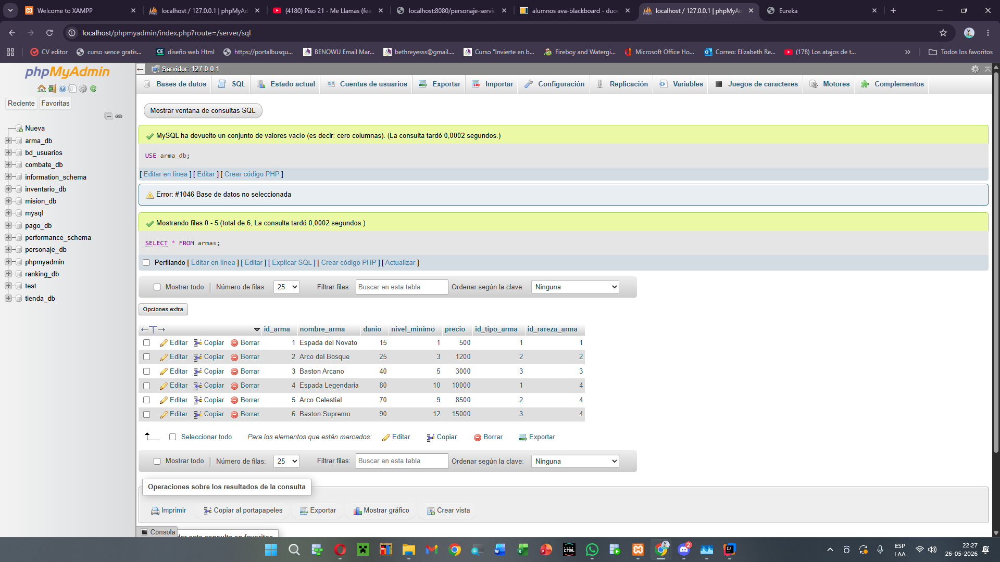 Welcome to XAMPP
localhost / 127.0.0.1 | phpMyAd
(4180) Piso 21 - Me Llamas (fea
localhost:8080/personaje-servic
alumnos ava-blackboard - duoc
localhost / 127.0.0.1 | phpMyAd
Eureka
localhost/phpmyadmin/index.php?route=/server/sql
CV editor
curso sence gratis...
diseño web Html
https://portalbusqu...
BENOWU Email Mar...
bethreyesss@gmail....
Curso "Invierte en b...
Fireboy and Watergi...
Microsoft Office Ho...
Correo: Elizabeth Re...
(178) Los atajos de t...
Todos los favoritos
phpMyAdmin
Reciente
Favoritas
Nueva
arma_db
bd_usuarios
combate_db
information_schema
inventario_db
mision_db
mysql
pago_db
performance_schema
personaje_db
phpmyadmin
ranking_db
test
tienda_db
Servidor: 127.0.0.1
Bases de datos
SQL
Estado actual
Cuentas de usuarios
Exportar
Importar
Configuración
Replicación
Variables
Juegos de caracteres
Motores
Complementos
Mostrar ventana de consultas SQL
MySQL ha devuelto un conjunto de valores vacío (es decir: cero columnas). (La consulta tardó 0,0002 segundos.)
USE arma_db;
[ Editar en línea ] [ Editar ] [ Crear código PHP ]
Error: #1046 Base de datos no seleccionada
Mostrando filas 0 - 5 (total de 6, La consulta tardó 0,0002 segundos.)
SELECT * FROM armas;
Perfilando [ Editar en línea ] [ Editar ] [ Explicar SQL ] [ Crear código PHP ] [ Actualizar ]
Mostrar todo | Número de filas: 25 Filtrar filas: Buscar en esta tabla Ordenar según la clave: Ninguna
Opciones extra
id_arma nombre_arma danio nivel_minimo precio id_tipo_arma id_rareza_arma
Editar Copiar Borrar 1 Espada del Novato 15 1 500 1 1
Editar Copiar Borrar 2 Arco del Bosque 25 3 1200 2 2
Editar Copiar Borrar 3 Baston Arcano 40 5 3000 3 3
Editar Copiar Borrar 4 Espada Legendaria 80 10 10000 1 4
Editar Copiar Borrar 5 Arco Celestial 70 9 8500 2 4
Editar Copiar Borrar 6 Baston Supremo 90 12 15000 3 4
Seleccionar todo Para los elementos que están marcados: Editar Copiar Borrar Exportar
Mostrar todo | Número de filas: 25 Filtrar filas: Buscar en esta tabla Ordenar según la clave: Ninguna
Operaciones sobre los resultados de la consulta
Imprimir Copiar al portapapeles Exportar Mostrar gráfico Crear vista
Consola
esta consulta en favoritos
ESP
LAA
22:27
26-05-2026
2